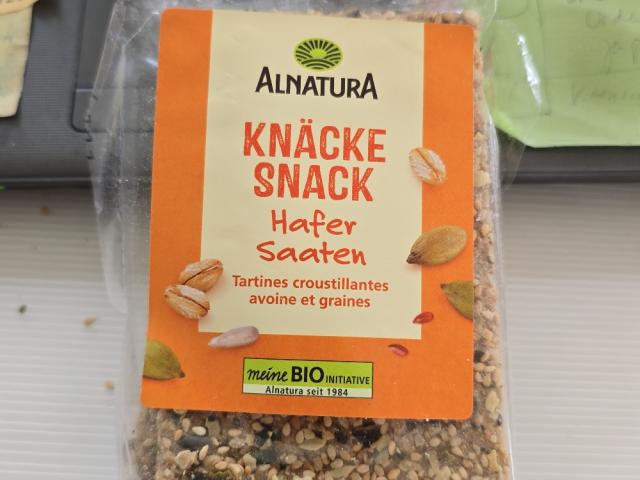 ALNATURA
KNÄCKE
SNACK
Hafer
Saaten
Tartines croustillantes
avoine et graines
meine BIO INITIATIVE
Alnatura seit 1984